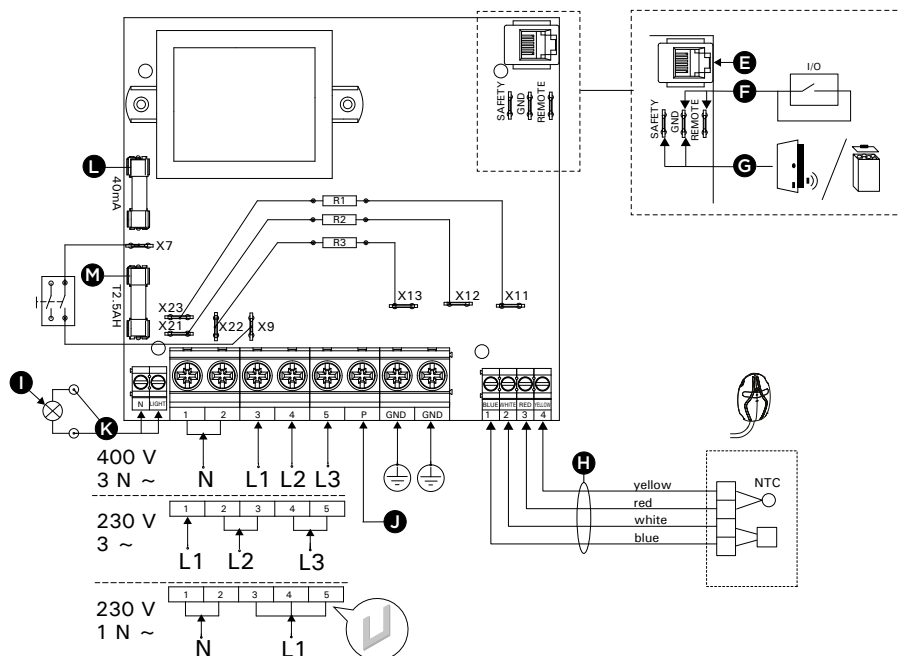 SAFETY
GND
REMOTE
E
I/O
F
SAFETY
GND
REMOTE
G
L
40mA
R1
R2
R3
X7
M
T2.5AH
X23
X21
X22
X9
X13
X12
X11
I
N
LIGHT
K
1 2 3 4 5 P GND GND
BLUE WHITE RED YELLOW
1 2 3 4
400 V
3 N ~
N L1 L2 L3
J
H
yellow
red
white
blue
NTC
230 V
3 ~
1 2 3 4 5
L1 L2 L3
230 V
1 N ~
1 2 3 4 5
N L1